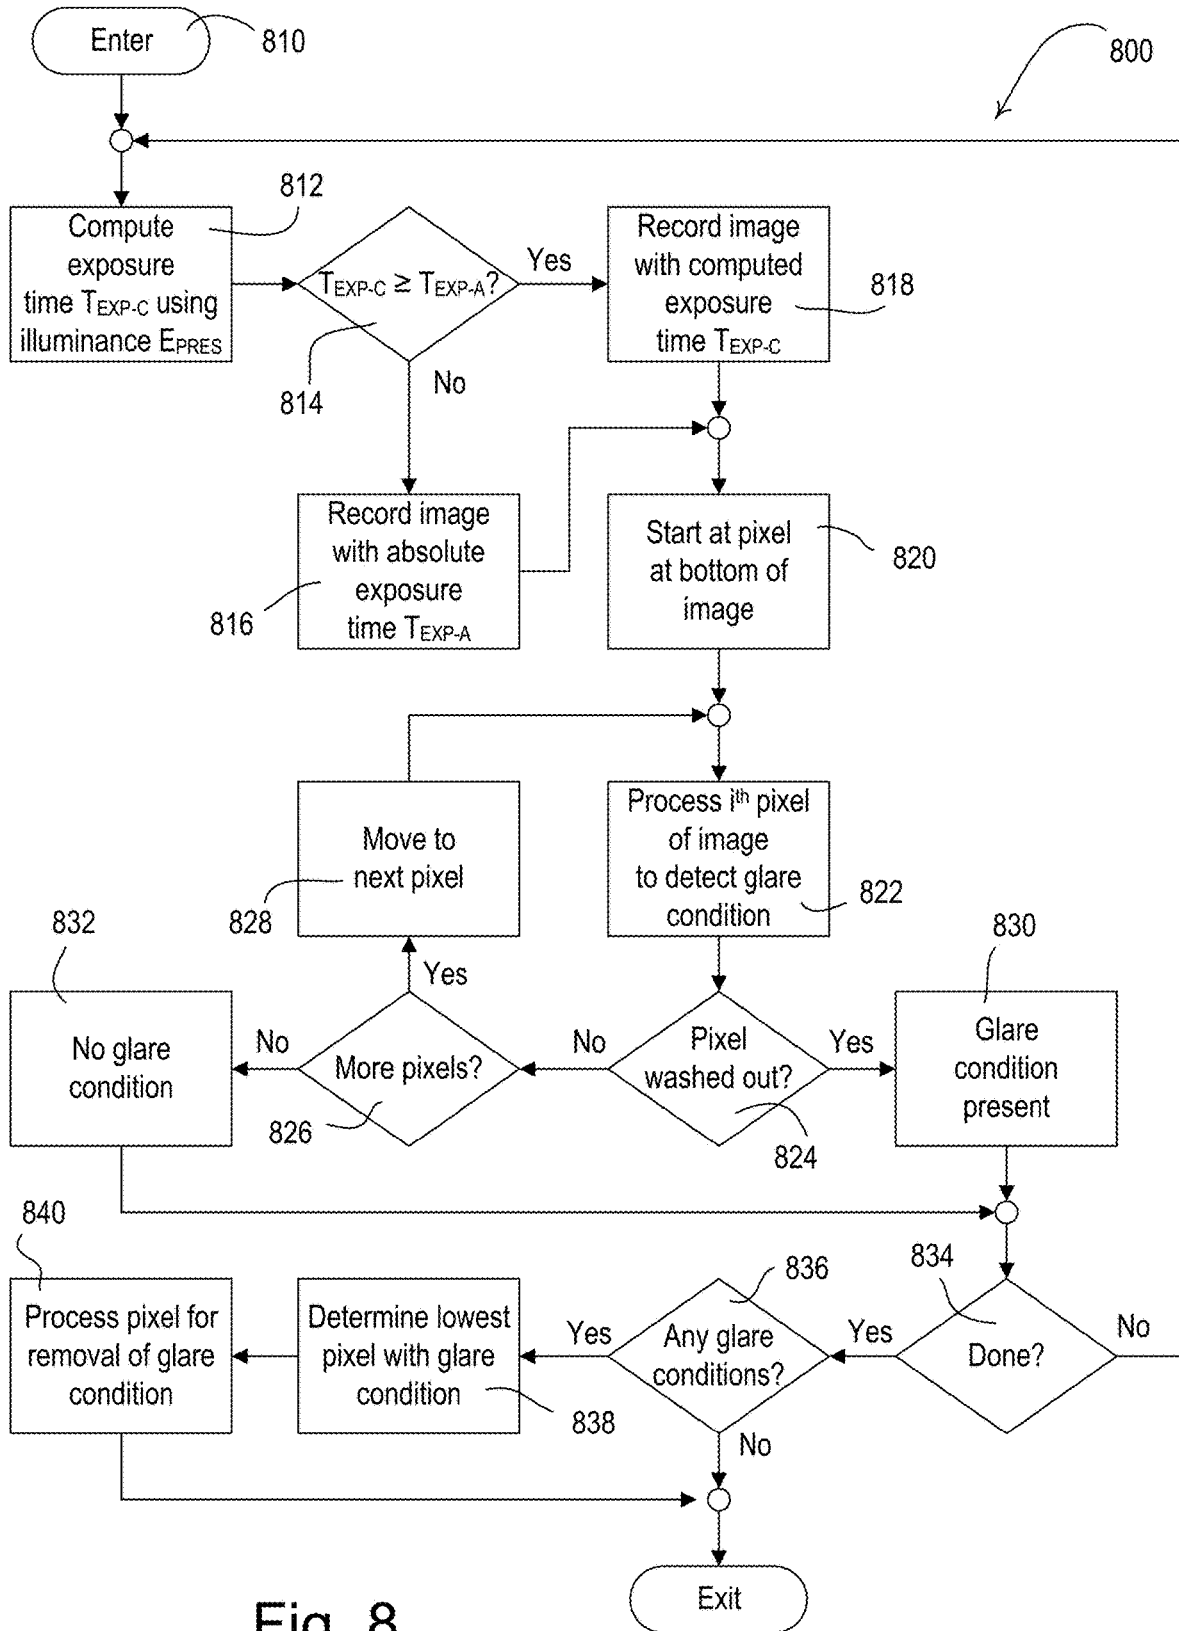 Enter
810
800
812
Compute
exposure
time TEXP-C using
illuminance EPRES
TEXP-C ≥ TEXP-A?
Yes
No
814
Record image
with computed
exposure
time TEXP-C
818
Record image
with absolute
exposure
time TEXP-A
816
Start at pixel
at bottom of
image
820
Move to
next pixel
828
Process ith pixel
of image
to detect glare
condition
822
832
No glare
condition
No
Yes
More pixels?
826
No
Pixel
washed out?
824
Yes
830
Glare
condition
present
840
Process pixel for
removal of glare
condition
Determine lowest
pixel with glare
condition
838
Yes
836
Any glare
conditions?
No
Yes
834
Done?
No
Exit
Fig. 8